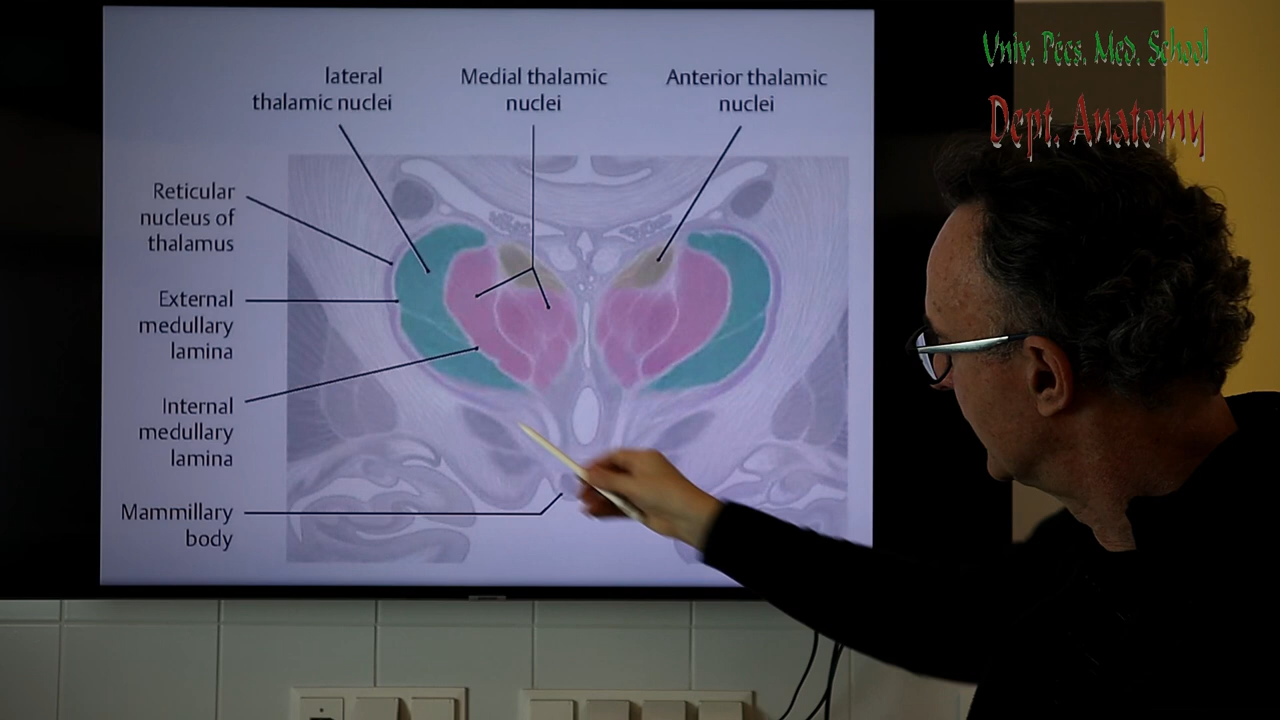 Univ. Pécs. Med. School
Dept. Anatomy
lateral
thalamic nuclei
Medial thalamic
nuclei
Anterior thalamic
nuclei
Reticular
nucleus of
thalamus
External
medullary
lamina
Internal
medullary
lamina
Mammillary
body